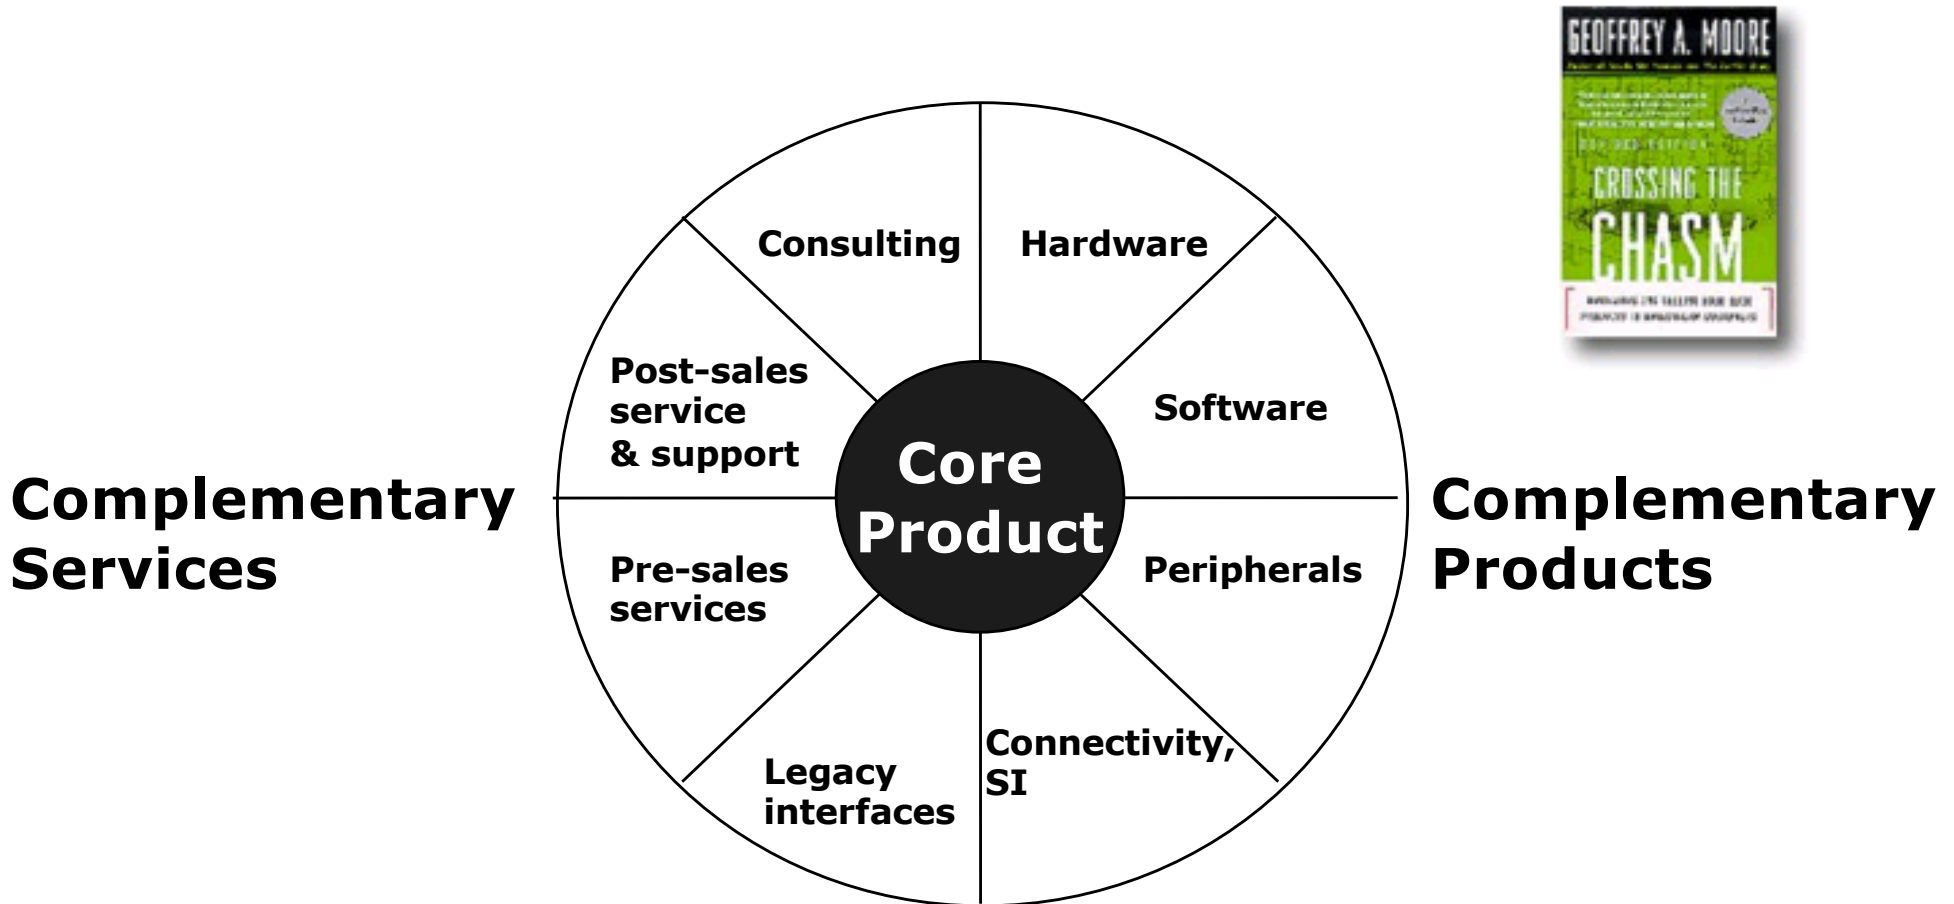 GEOFFREY A. MOORE
CROSSING THE
CHASM
Consulting
Hardware
Post-sales
service
& support
Software
Core
Product
Complementary
Services
Complementary
Products
Pre-sales
services
Peripherals
Legacy
interfaces
Connectivity,
SI